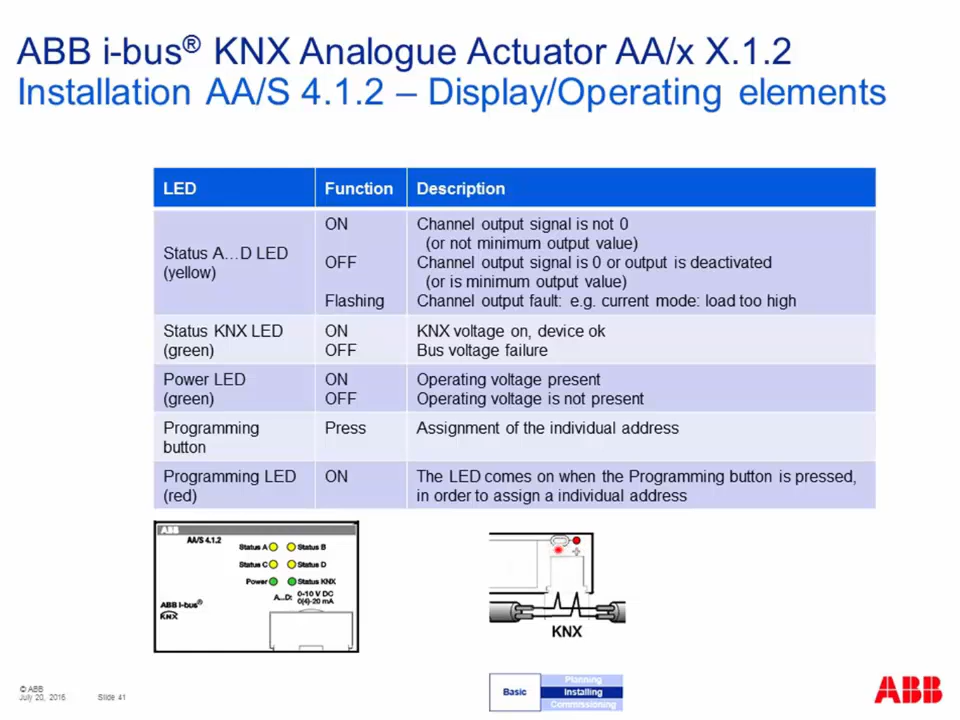 ABB i-bus® KNX Analogue Actuator AA/x X.1.2
Installation AA/S 4.1.2 – Display/Operating elements
LED Function Description
Status A…D LED
(yellow)
ON Channel output signal is not 0
(or not minimum output value)
OFF Channel output signal is 0 or output is deactivated
(or is minimum output value)
Flashing Channel output fault: e.g. current mode: load too high
Status KNX LED
(green)
ON KNX voltage on, device ok
OFF Bus voltage failure
Power LED
(green)
ON Operating voltage present
OFF Operating voltage is not present
Programming
button
Press Assignment of the individual address
Programming LED
(red)
ON The LED comes on when the Programming button is pressed,
in order to assign a individual address
ABB
AA/S 4.1.2
Status A Status B
Status C Status D
Power Status KNX
A...D: 0-10 V DC
0(4)-20 mA
ABB i-bus®
KNX
KNX
© ABB
July 20, 2016 Slide 41
Basic
Planning
Installing
Commissioning
ABB